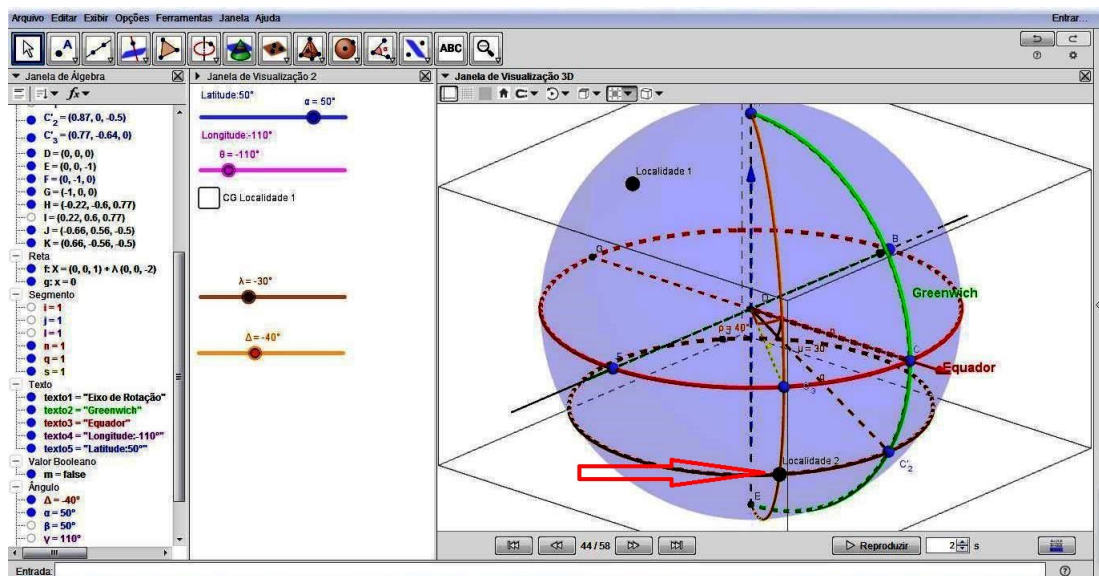 Arquivo Editar Exibir Opções Ferramentas Janela Ajuda
Entrar...
ABC
Janela de Álgebra
Janela de Visualização 2
Janela de Visualização 3D
C'₂ = (0.87, 0, -0.5)
C'₃ = (0.77, -0.64, 0)
D = (0, 0, 0)
E = (0, 0, -1)
F = (0, -1, 0)
G = (-1, 0, 0)
H = (-0.22, -0.6, 0.77)
I = (0.22, 0.6, 0.77)
J = (-0.66, 0.56, -0.5)
K = (0.66, -0.56, -0.5)
Reta
f: X = (0, 0, 1) + λ (0, 0, -2)
g: x = 0
Segmento
i = 1
j = 1
l = 1
n = 1
q = 1
s = 1
Texto
texto1 = "Eixo de Rotação"
texto2 = "Greenwich"
texto3 = "Equador"
texto4 = "Longitude:-110°"
texto5 = "Latitude:50°"
Valor Booleano
m = false
Ângulo
Δ = -40°
α = 50°
β = 50°
γ = 110°
Latitude:50°
α = 50°
Longitude:-110°
θ = -110°
CG Localidade 1
λ = -30°
Δ = -40°
Localidade 1
G
B
Greenwich
n
F
C
Equador
Localidade 2
C'₂
E
44 / 58
Reproduzir
2
s
Entrada: